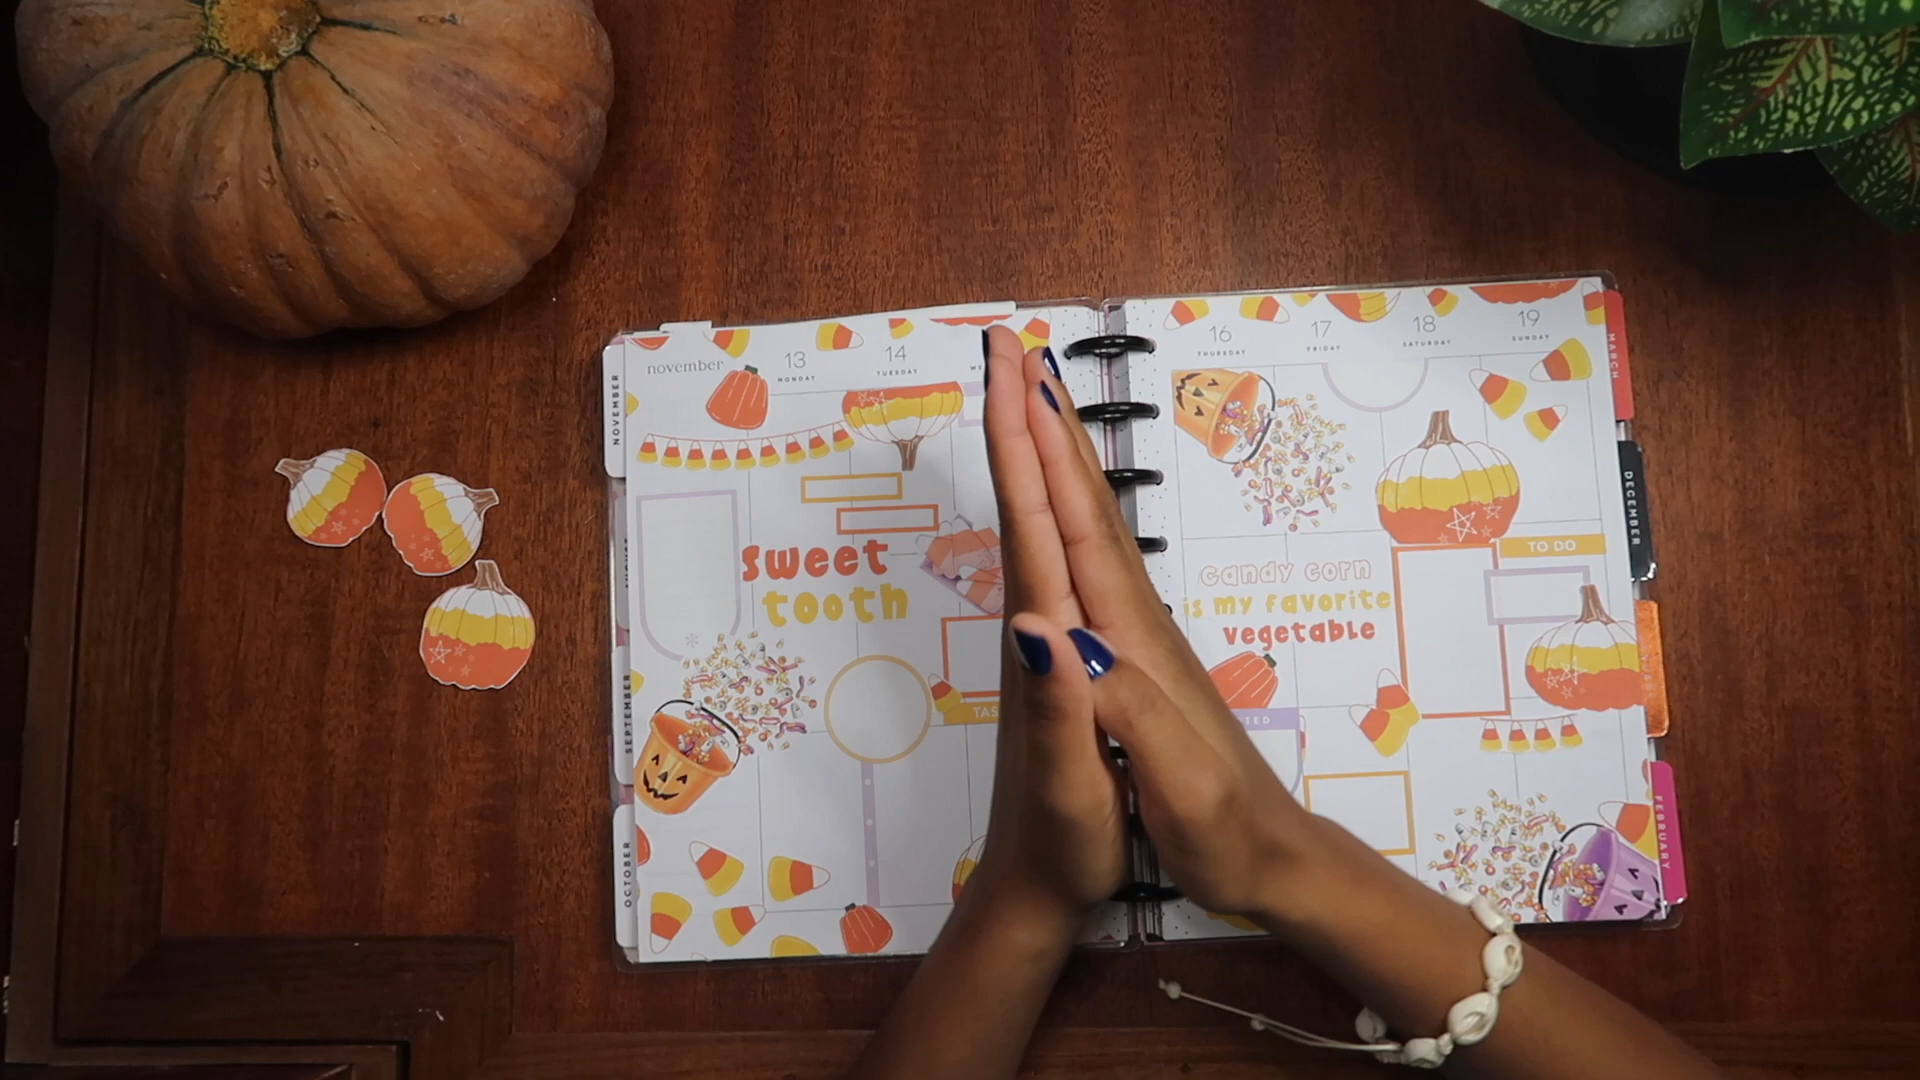 november
13
MONDAY
14
TUESDAY
sweet
tooth
16
THURSDAY
17
FRIDAY
18
SATURDAY
19
SUNDAY
TO DO
candy corn
is my favorite
vegetable
NOVEMBER
SEPTEMBER
OCTOBER
MARCH
DECEMBER
FEBRUARY